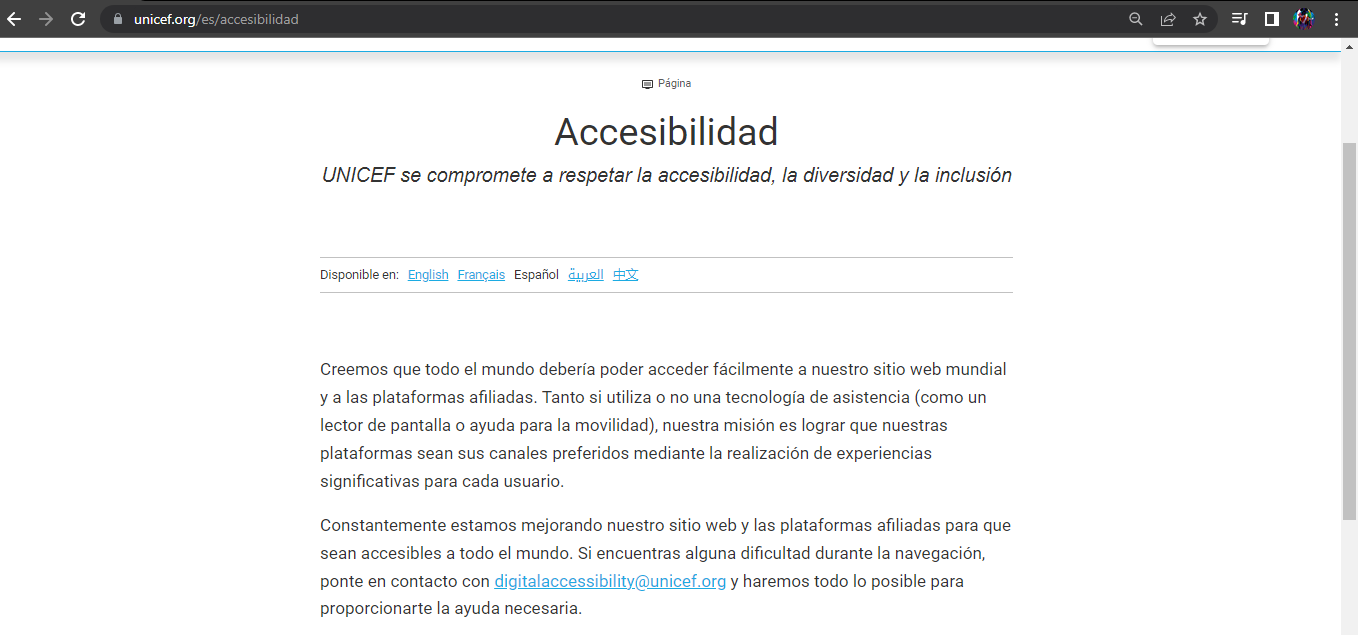 unicef.org/es/accesibilidad
Página
Accesibilidad
UNICEF se compromete a respetar la accesibilidad, la diversidad y la inclusión
Disponible en: English Français Español العربية 中文
Creemos que todo el mundo debería poder acceder fácilmente a nuestro sitio web mundial
y a las plataformas afiliadas. Tanto si utiliza o no una tecnología de asistencia (como un
lector de pantalla o ayuda para la movilidad), nuestra misión es lograr que nuestras
plataformas sean sus canales preferidos mediante la realización de experiencias
significativas para cada usuario.
Constantemente estamos mejorando nuestro sitio web y las plataformas afiliadas para que
sean accesibles a todo el mundo. Si encuentras alguna dificultad durante la navegación,
ponte en contacto con digitalaccessibility@unicef.org y haremos todo lo posible para
proporcionarte la ayuda necesaria.